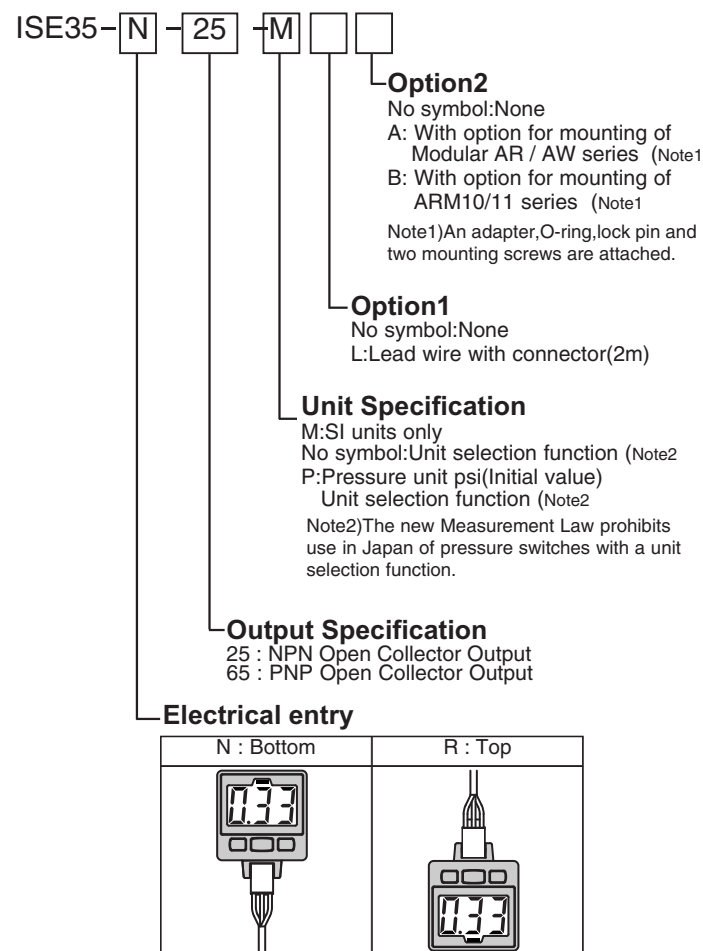 ISE35-N-25-M
Option2
No symbol:None
A: With option for mounting of
Modular AR / AW series (Note1
B: With option for mounting of
ARM10/11 series (Note1
Note1)An adapter,O-ring,lock pin and
two mounting screws are attached.
Option1
No symbol:None
L:Lead wire with connector(2m)
Unit Specification
M:SI units only
No symbol:Unit selection function (Note2
P:Pressure unit psi(Initial value)
Unit selection function (Note2
Note2)The new Measurement Law prohibits
use in Japan of pressure switches with a unit
selection function.
Output Specification
25 : NPN Open Collector Output
65 : PNP Open Collector Output
Electrical entry
N : Bottom R : Top
0.33 0.33